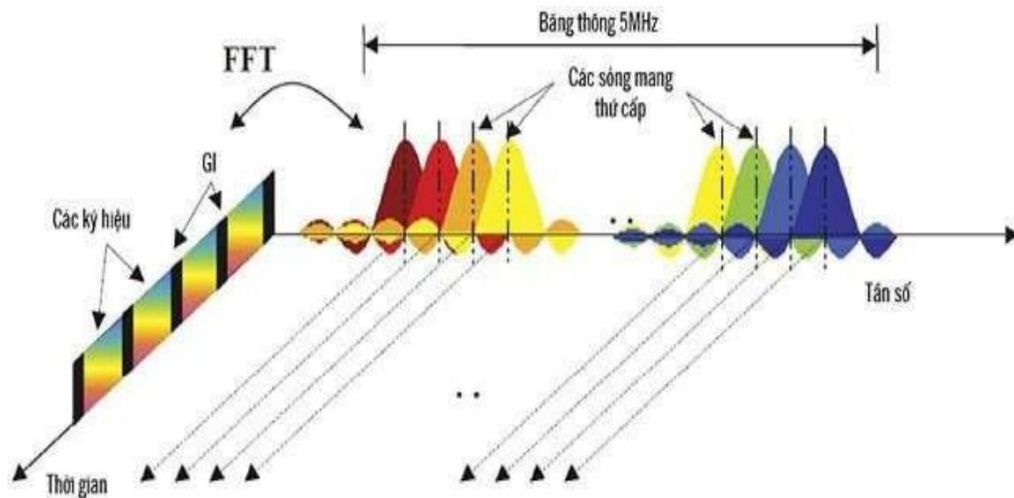 Băng thông 5MHz
FFT
Các sóng mang
thứ cấp
GI
Các ký hiệu
Tần số
Thời gian